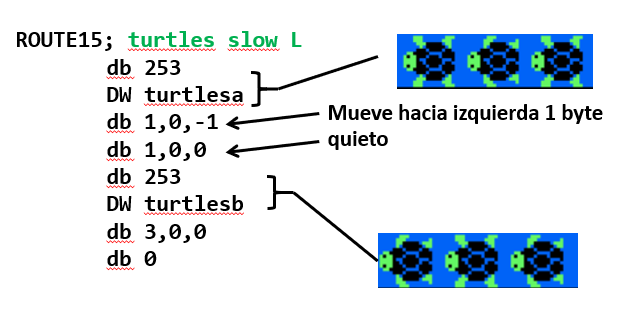 ROUTE15; turtles slow L
db 253
DW turtlesa
db 1,0,-1
Mueve hacia izquierda 1 byte
db 1,0,0
quieto
db 253
DW turtlesb
db 3,0,0
db 0